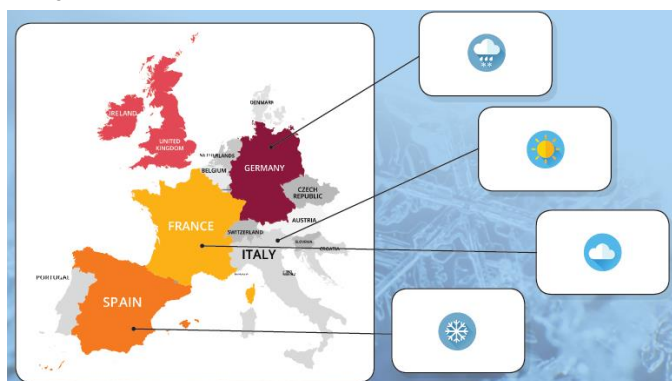 DENMARK
IRELAND
UNITED
KINGDOM
NETHERLANDS
BELGIUM
GERMANY
CZECH
REPUBLIC
AUSTRIA
FRANCE
SWITZERLAND
SLOVENIA
CROATIA
ITALY
PORTUGAL
SPAIN